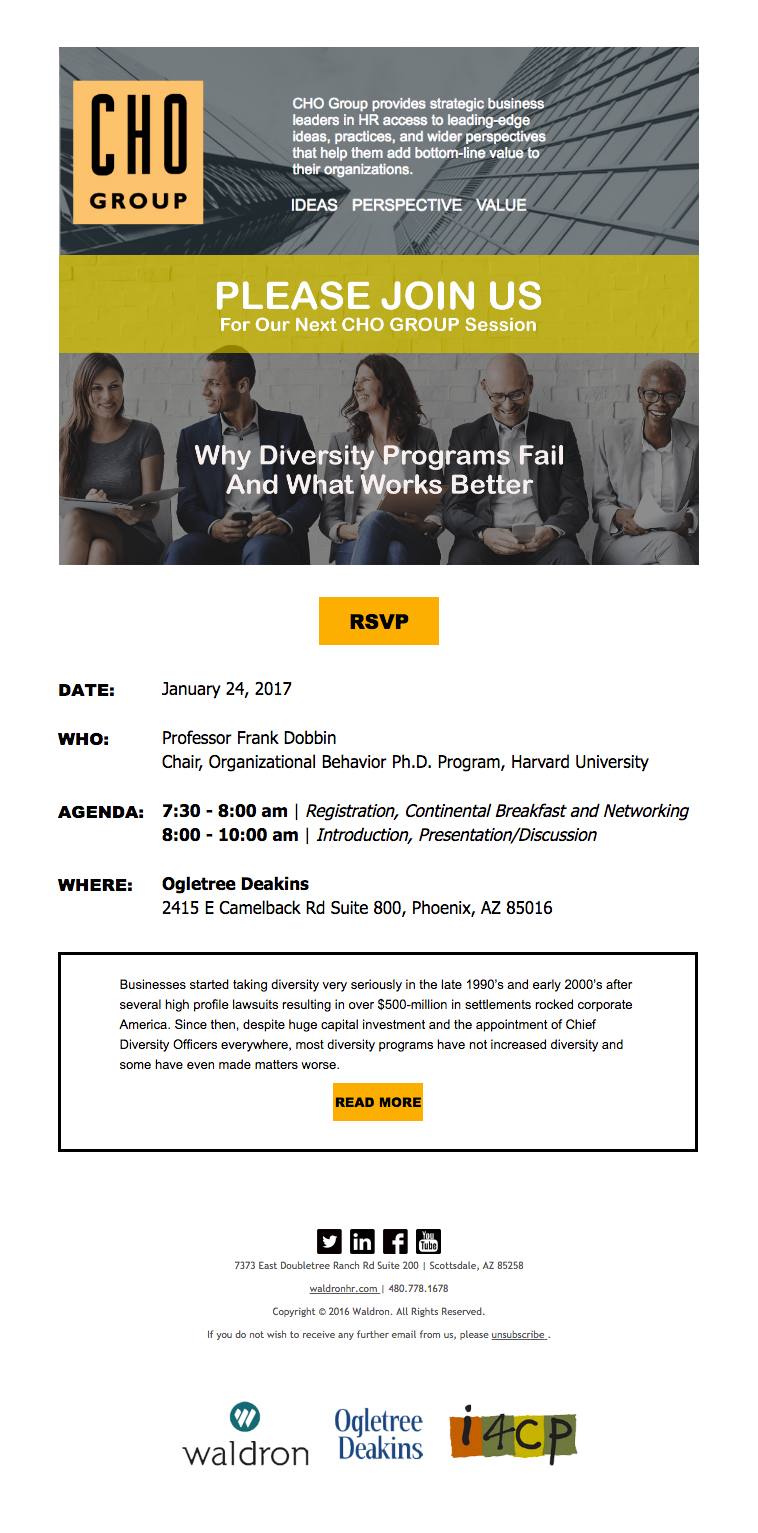 CHO
GROUP
CHO Group provides strategic business
leaders in HR access to leading-edge
ideas, practices, and wider perspectives
that help them add bottom-line value to
their organizations.
IDEAS PERSPECTIVE VALUE
PLEASE JOIN US
For Our Next CHO GROUP Session
Why Diversity Programs Fail
And What Works Better
RSVP
DATE: January 24, 2017
WHO: Professor Frank Dobbin
Chair, Organizational Behavior Ph.D. Program, Harvard University
AGENDA: 7:30 - 8:00 am | Registration, Continental Breakfast and Networking
8:00 - 10:00 am | Introduction, Presentation/Discussion
WHERE: Ogletree Deakins
2415 E Camelback Rd Suite 800, Phoenix, AZ 85016
Businesses started taking diversity very seriously in the late 1990's and early 2000's after
several high profile lawsuits resulting in over $500-million in settlements rocked corporate
America. Since then, despite huge capital investment and the appointment of Chief
Diversity Officers everywhere, most diversity programs have not increased diversity and
some have even made matters worse.
READ MORE
You
Tube
7373 East Doubletree Ranch Rd Suite 200 | Scottsdale, AZ 85258
waldronhr.com | 480.778.1678
Copyright © 2016 Waldron. All Rights Reserved.
If you do not wish to receive any further email from us, please unsubscribe .
waldron
Ogletree
Deakins
i4cp